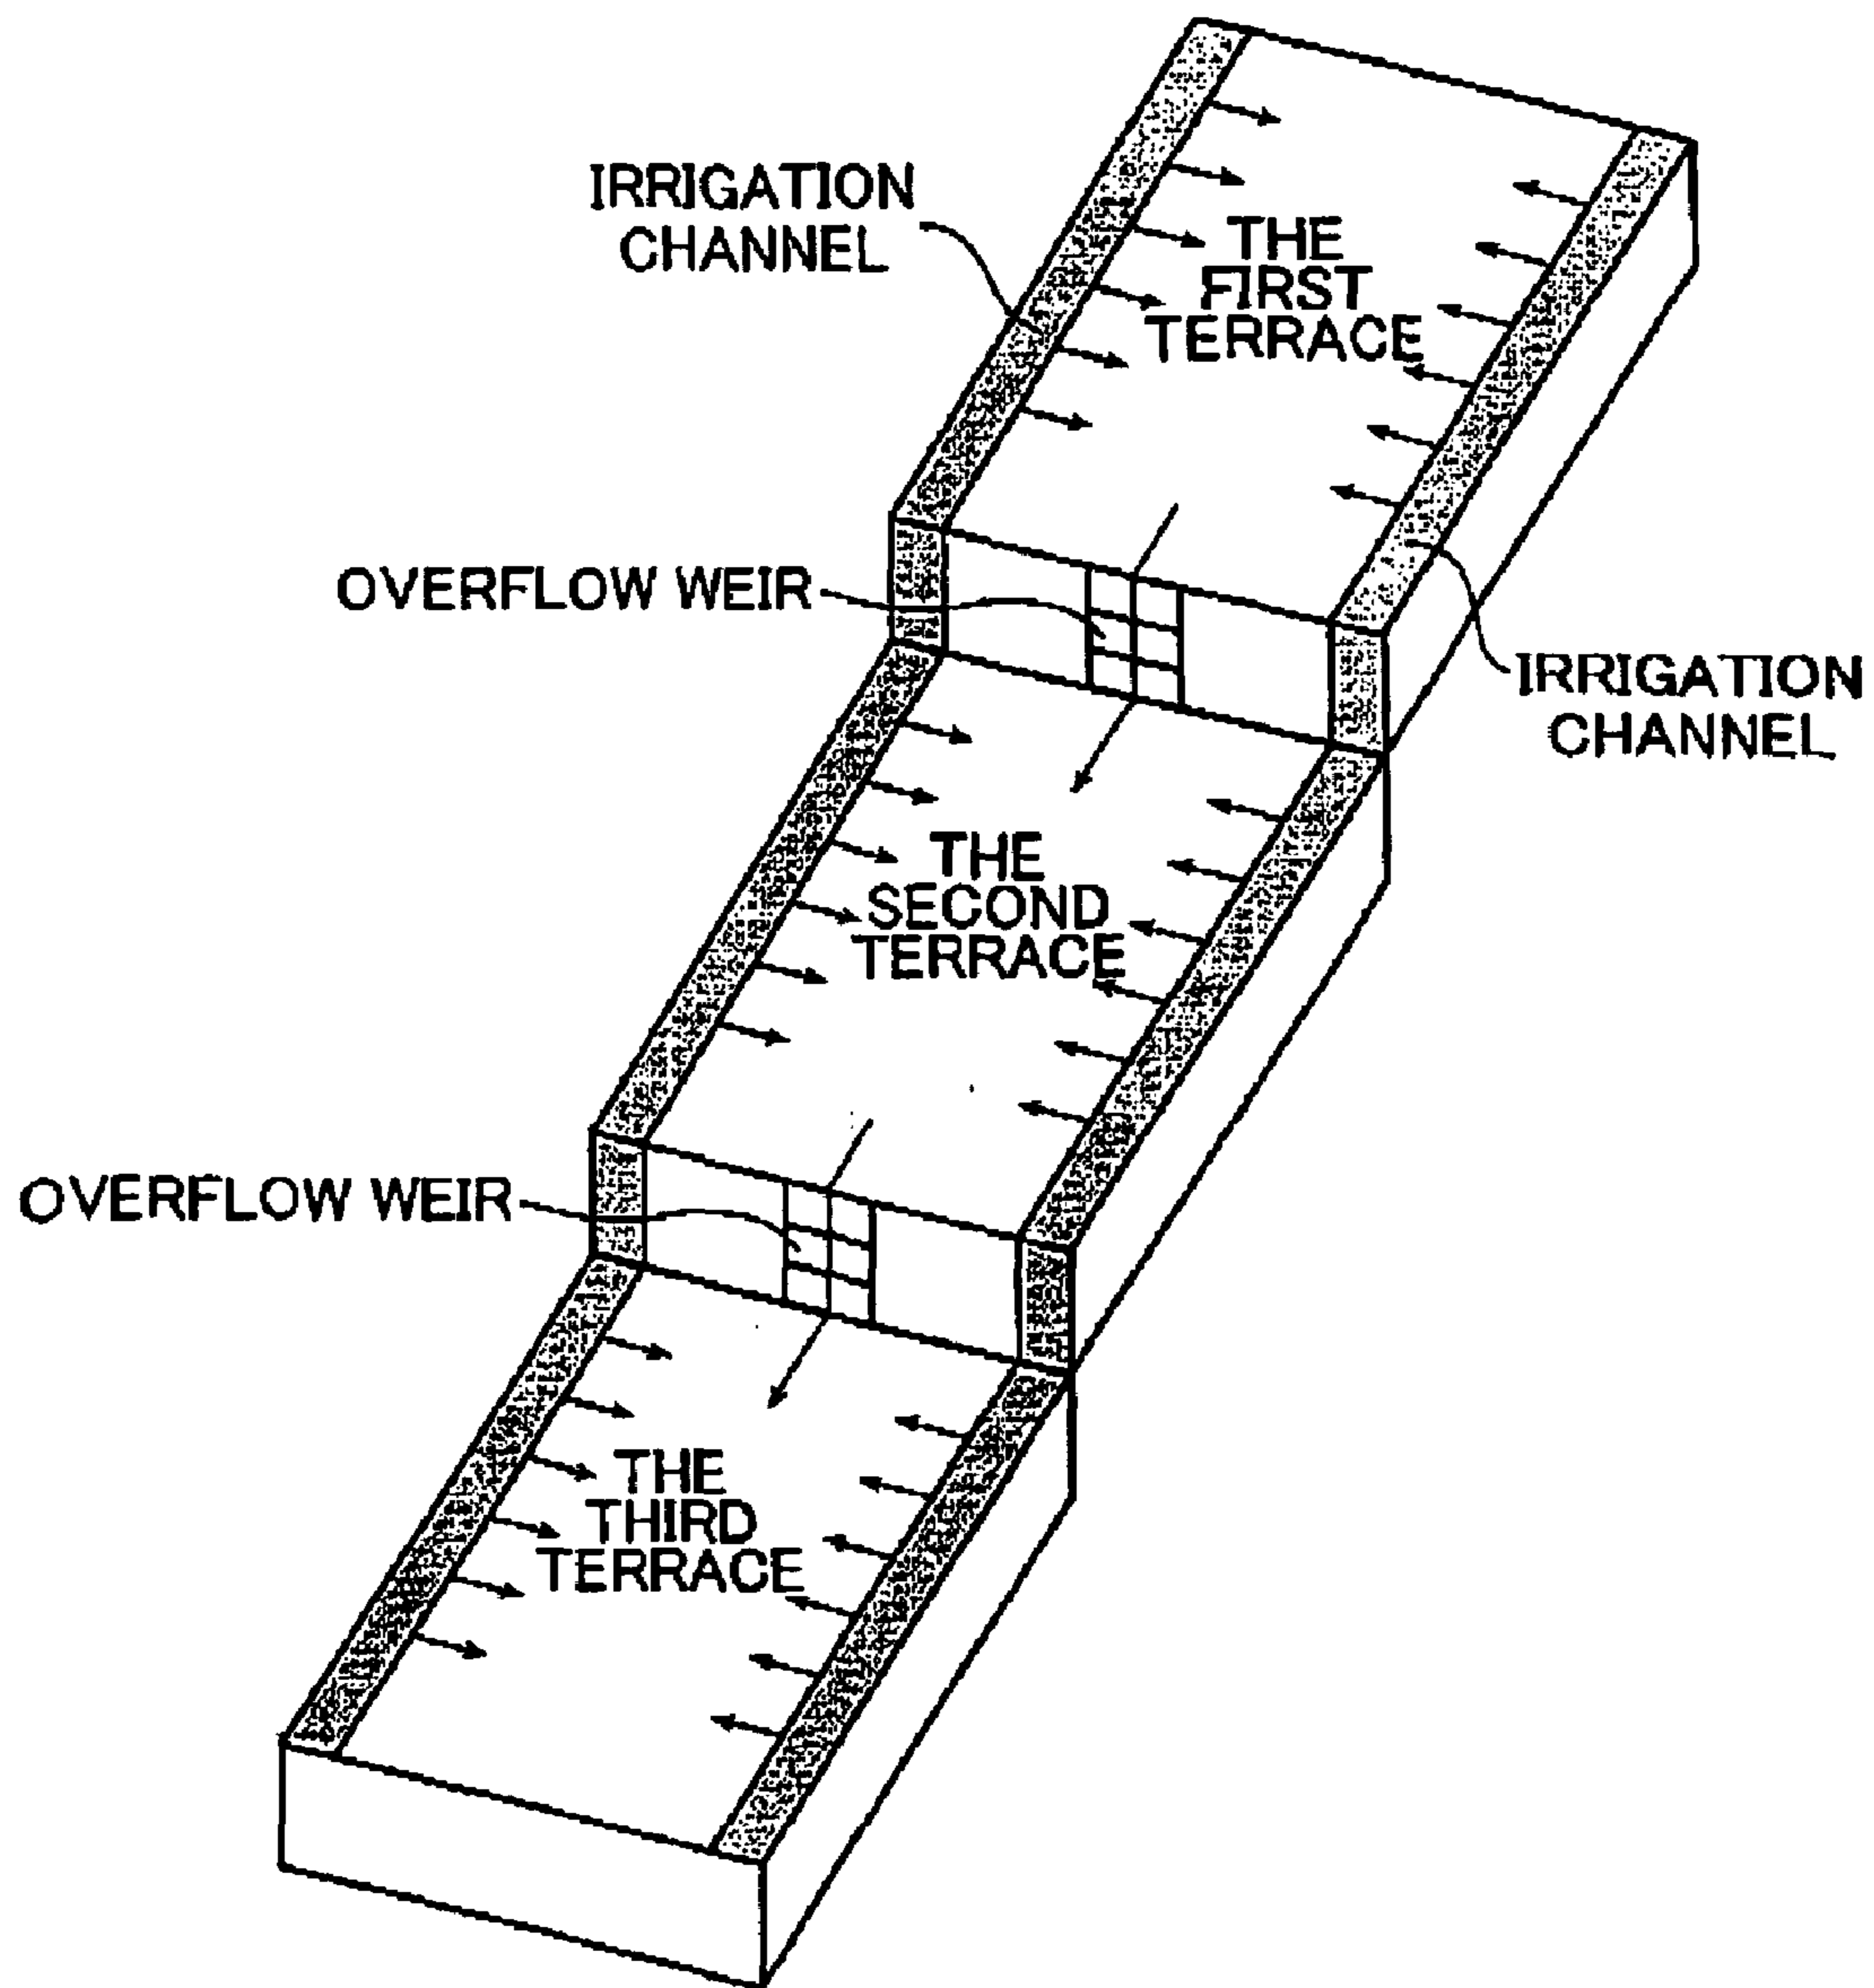 IRRIGATION
CHANNEL
THE
FIRST
TERRACE
OVERFLOW WEIR
IRRIGATION
CHANNEL
THE
SECOND
TERRACE
OVERFLOW WEIR
THE
THIRD
TERRACE